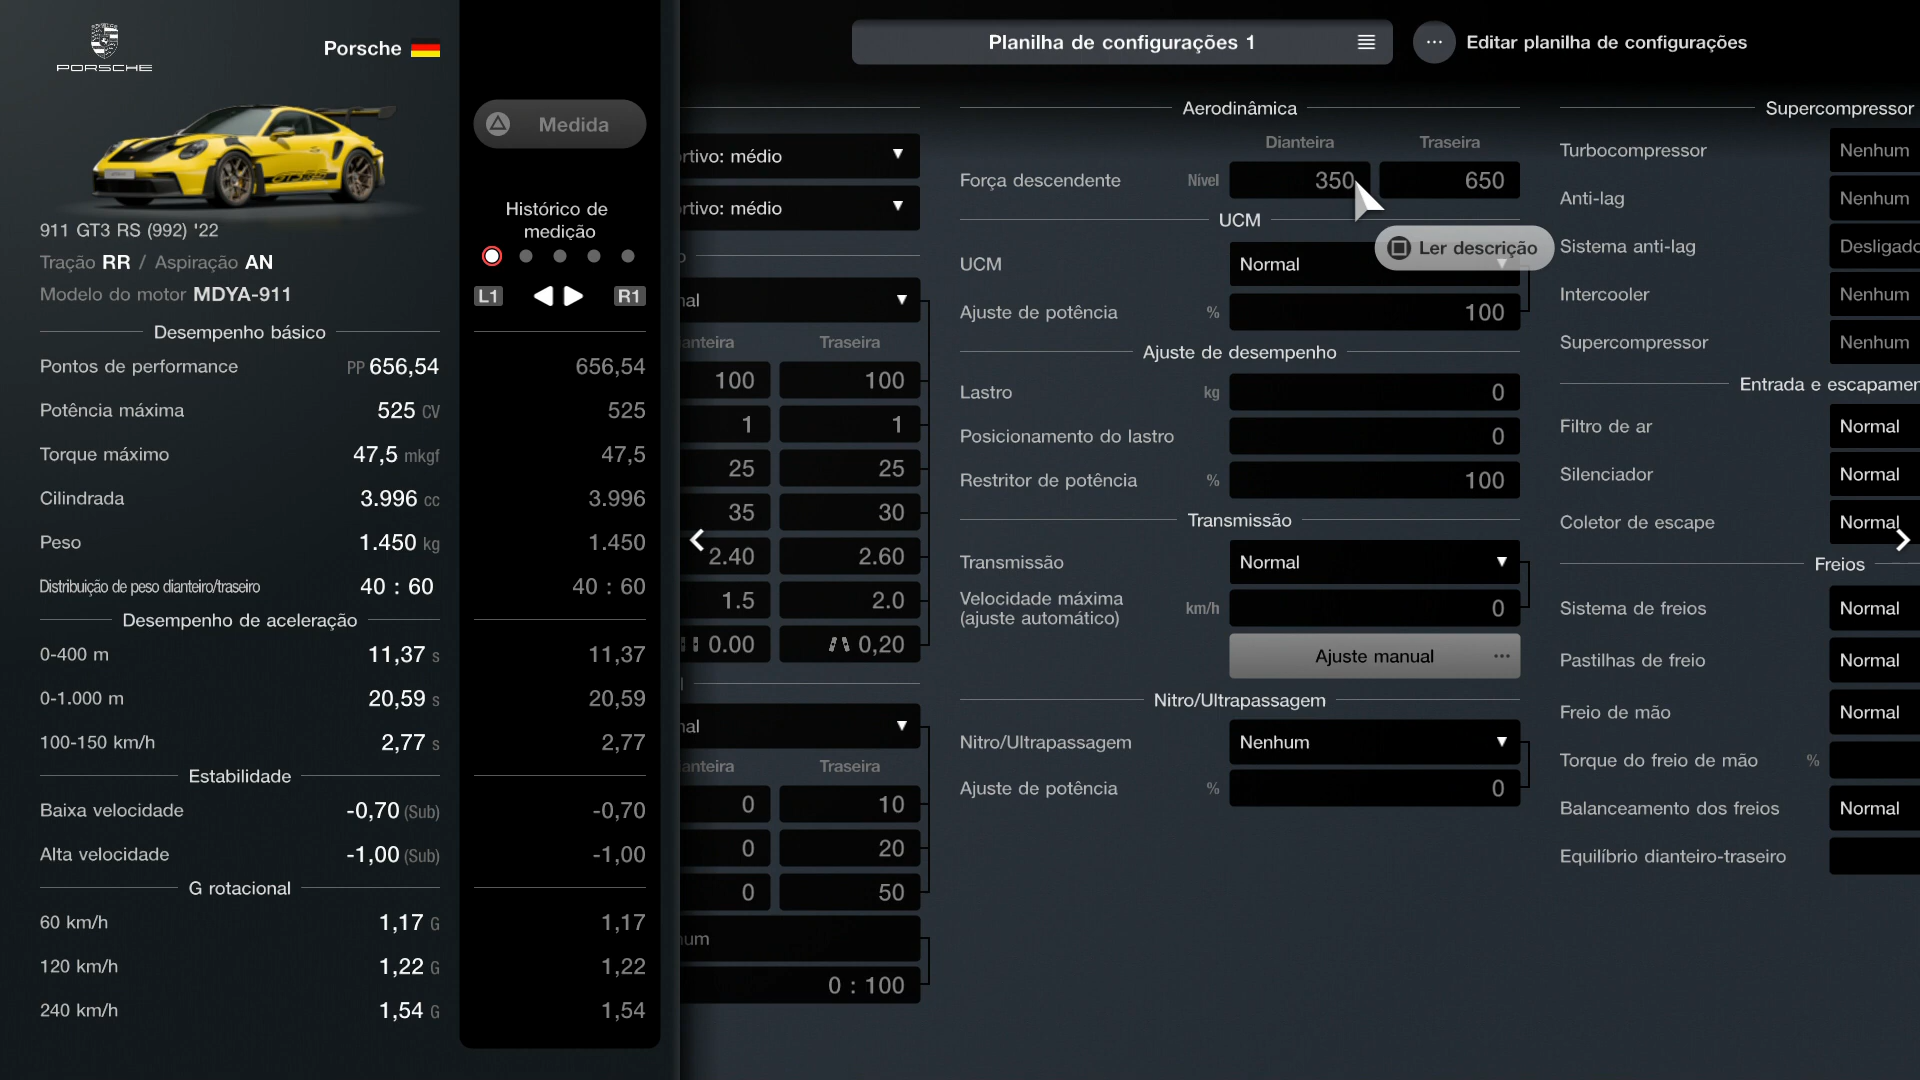 PORSCHE
Porsche
911 GT3 RS (992) '22
Tração RR / Aspiração AN
Modelo do motor MDYA-911
Desempenho básico
Pontos de performance PP 656,54
Potência máxima 525 CV
Torque máximo 47,5 mkgf
Cilindrada 3.996 cc
Peso 1.450 kg
Distribuição de peso dianteiro/traseiro 40 : 60
Desempenho de aceleração
0-400 m 11,37 s
0-1.000 m 20,59 s
100-150 km/h 2,77 s
Estabilidade
Baixa velocidade -0,70 (Sub)
Alta velocidade -1,00 (Sub)
G rotacional
60 km/h 1,17 G
120 km/h 1,22 G
240 km/h 1,54 G
Medida
Histórico de
medição
L1 R1
656,54
525
47,5
3.996
1.450
40 : 60
11,37
20,59
2,77
-0,70
-1,00
1,17
1,22
1,54
Planilha de configurações 1
Editar planilha de configurações
rtivo: médio
rtivo: médio
nal
anteira Traseira
100 100
1 1
25 25
35 30
2.40 2.60
1.5 2.0
0.00 0,20
nal
anteira Traseira
0 10
0 20
0 50
num
0 : 100
Aerodinâmica
Dianteira Traseira
Força descendente Nível 350 650
UCM
Ler descrição
UCM Normal
Ajuste de potência % 100
Ajuste de desempenho
Lastro kg 0
Posicionamento do lastro 0
Restritor de potência % 100
Transmissão
Transmissão Normal
Velocidade máxima
(ajuste automático) km/h 0
Ajuste manual
Nitro/Ultrapassagem
Nitro/Ultrapassagem Nenhum
Ajuste de potência % 0
Supercompressor
Turbocompressor Nenhum
Anti-lag Nenhum
Sistema anti-lag Desligado
Intercooler Nenhum
Supercompressor Nenhum
Entrada e escapamen
Filtro de ar Normal
Silenciador Normal
Coletor de escape Normal
Freios
Sistema de freios Normal
Pastilhas de freio Normal
Freio de mão Normal
Torque do freio de mão %
Balanceamento dos freios Normal
Equilíbrio dianteiro-traseiro